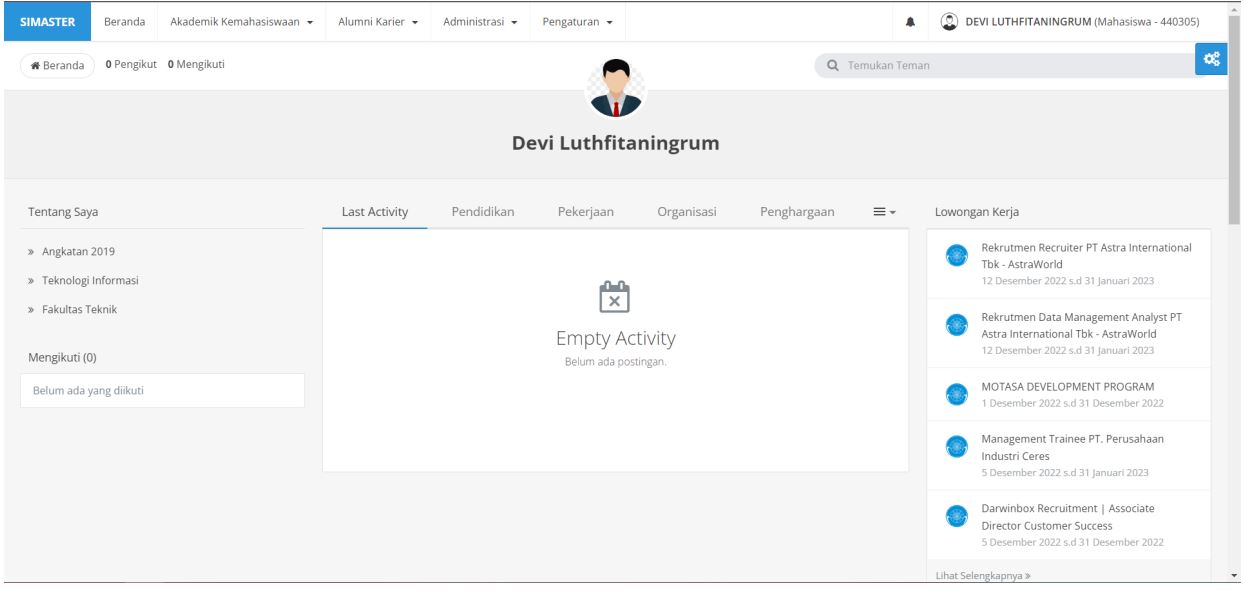 SIMASTER Beranda Akademik Kemahasiswaan Alumni Karier Administrasi Pengaturan DEVI LUTHFITANINGRUM (Mahasiswa - 440305)
Beranda 0 Pengikut 0 Mengikuti Temukan Teman
Devi Luthfitaningrum
Tentang Saya
» Angkatan 2019
» Teknologi Informasi
» Fakultas Teknik
Mengikuti (0)
Belum ada yang diikuti
Last Activity Pendidikan Pekerjaan Organisasi Penghargaan
Empty Activity
Belum ada postingan.
Lowongan Kerja
Rekrutmen Recruiter PT Astra International
Tbk - AstraWorld
12 Desember 2022 s.d 31 Januari 2023
Rekrutmen Data Management Analyst PT
Astra International Tbk - AstraWorld
12 Desember 2022 s.d 31 Januari 2023
MOTASA DEVELOPMENT PROGRAM
1 Desember 2022 s.d 31 Desember 2022
Management Trainee PT. Perusahaan
Industri Ceres
5 Desember 2022 s.d 31 Januari 2023
Darwinbox Recruitment | Associate
Director Customer Success
5 Desember 2022 s.d 31 Desember 2022
Lihat Selengkapnya »